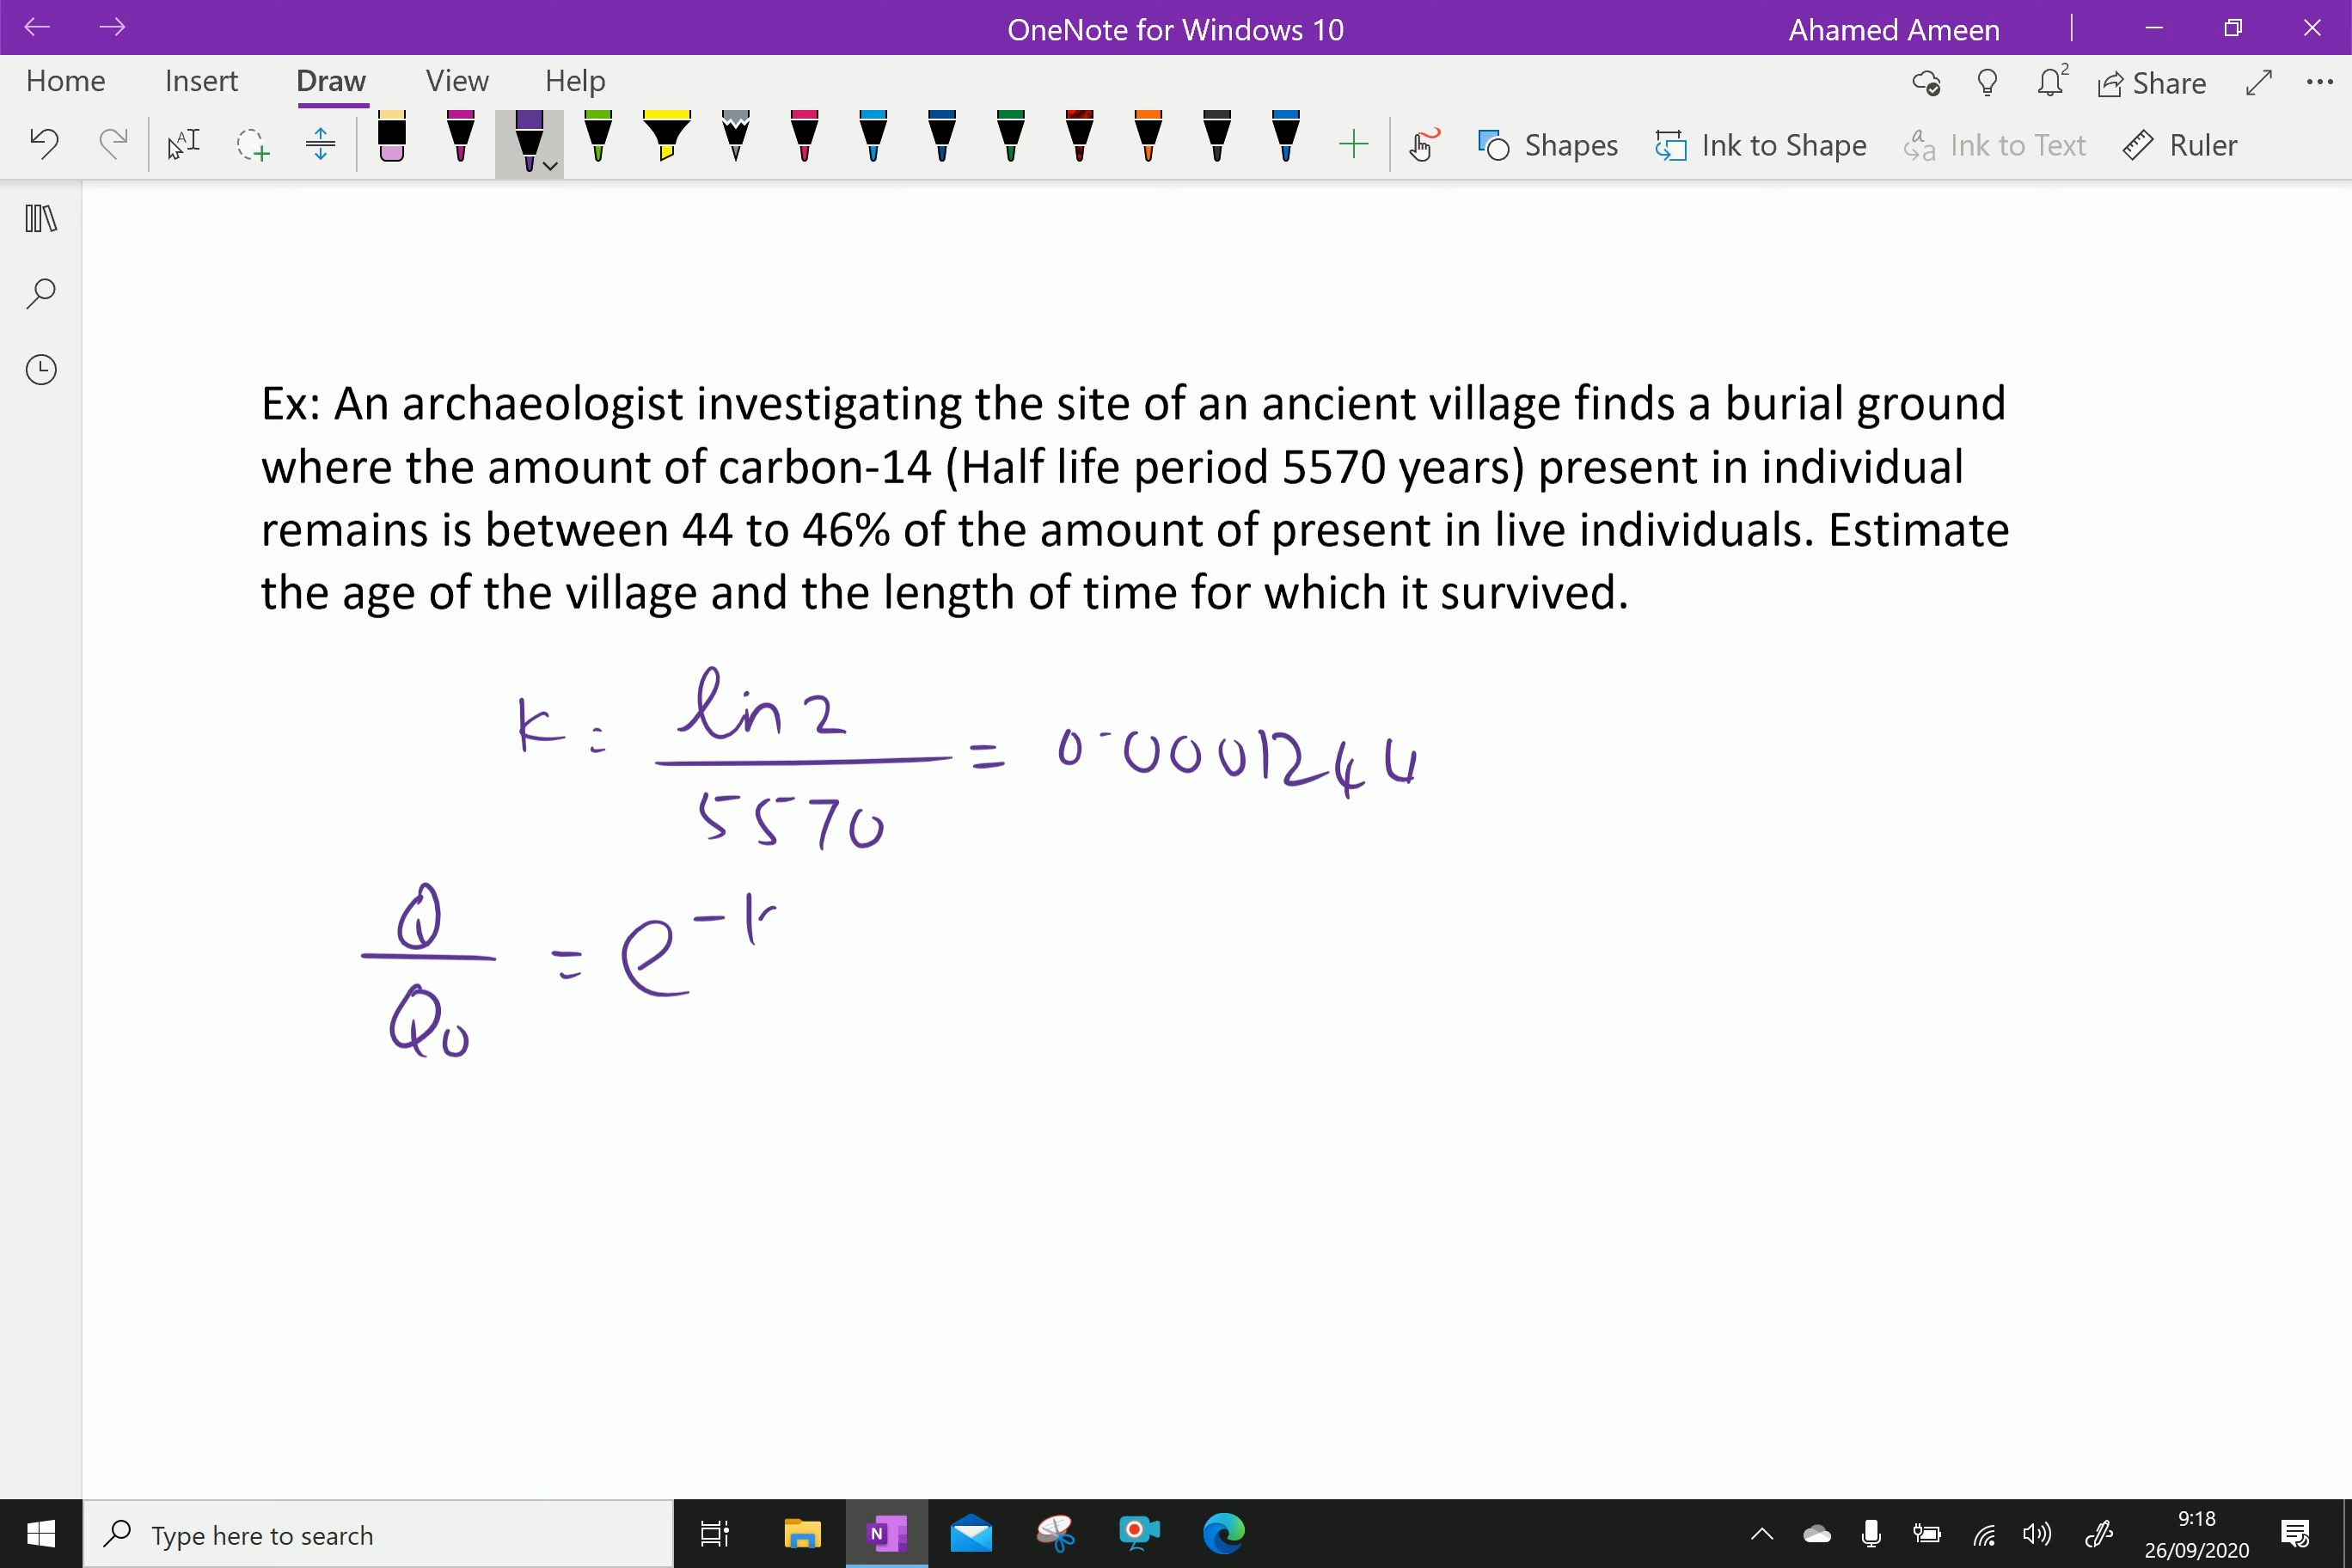 OneNote for Windows 10
Ahamed Ameen
Home Insert Draw View Help
2 Share
Shapes Ink to Shape Ink to Text Ruler
Ex: An archaeologist investigating the site of an ancient village finds a burial ground
where the amount of carbon-14 (Half life period 5570 years) present in individual
remains is between 44 to 46% of the amount of present in live individuals. Estimate
the age of the village and the length of time for which it survived.
k = ln 2 / 5570 = 0.0001244
Q / Q0 = e^-k
Type here to search
9:18
26/09/2020